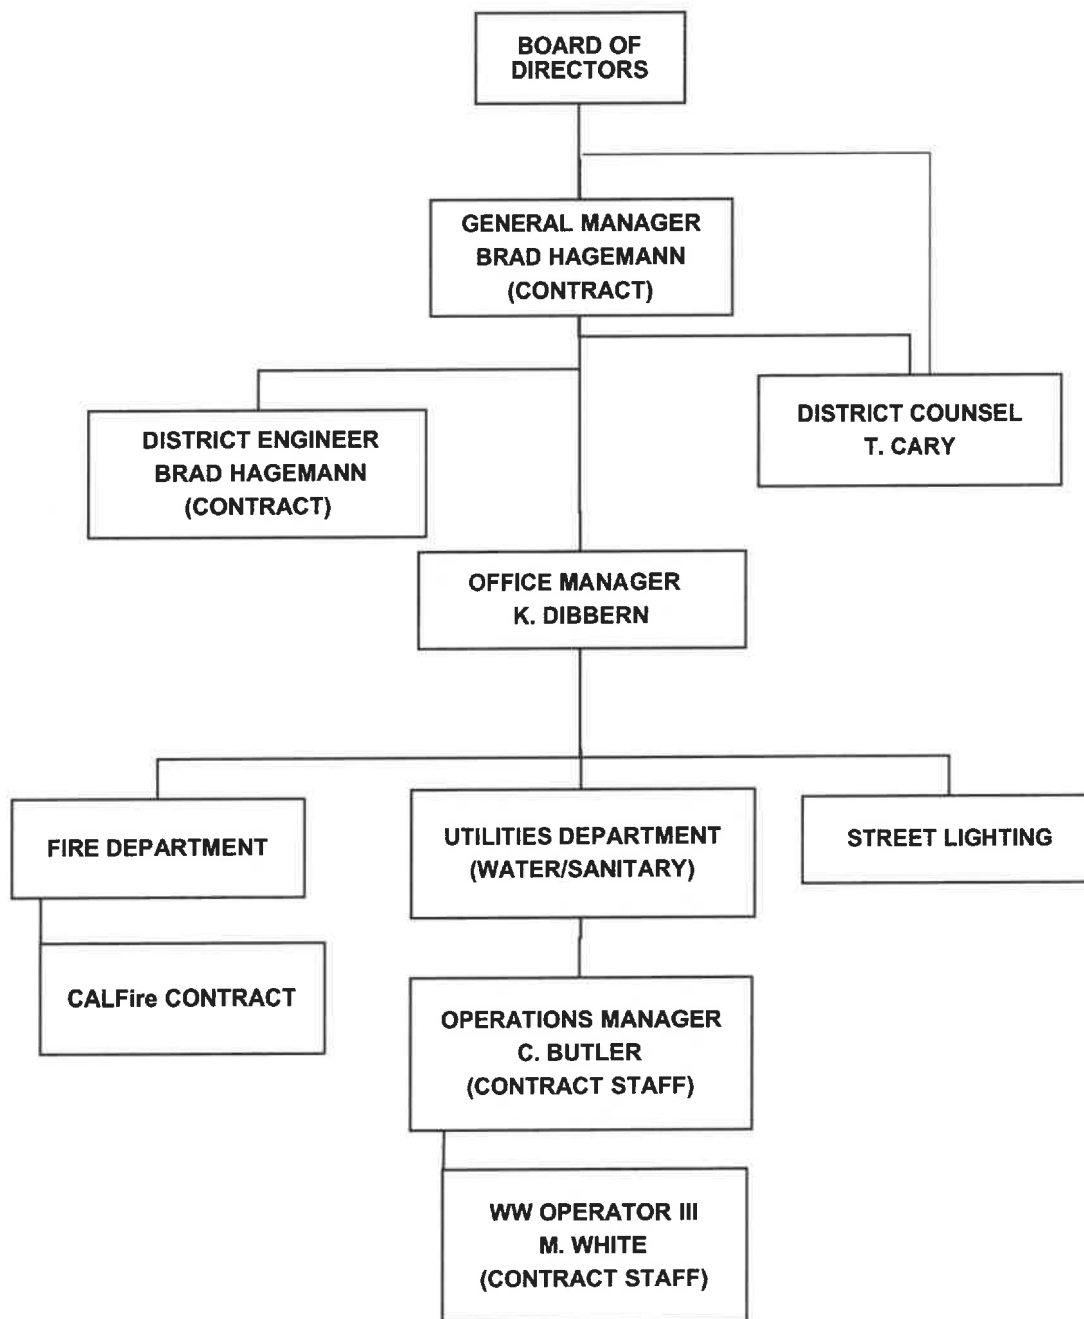 BOARD OF
DIRECTORS
GENERAL MANAGER
BRAD HAGEMANN
(CONTRACT)
DISTRICT COUNSEL
T. CARY
DISTRICT ENGINEER
BRAD HAGEMANN
(CONTRACT)
OFFICE MANAGER
K. DIBBERN
FIRE DEPARTMENT
UTILITIES DEPARTMENT
(WATER/SANITARY)
STREET LIGHTING
CALFire CONTRACT
OPERATIONS MANAGER
C. BUTLER
(CONTRACT STAFF)
WW OPERATOR III
M. WHITE
(CONTRACT STAFF)